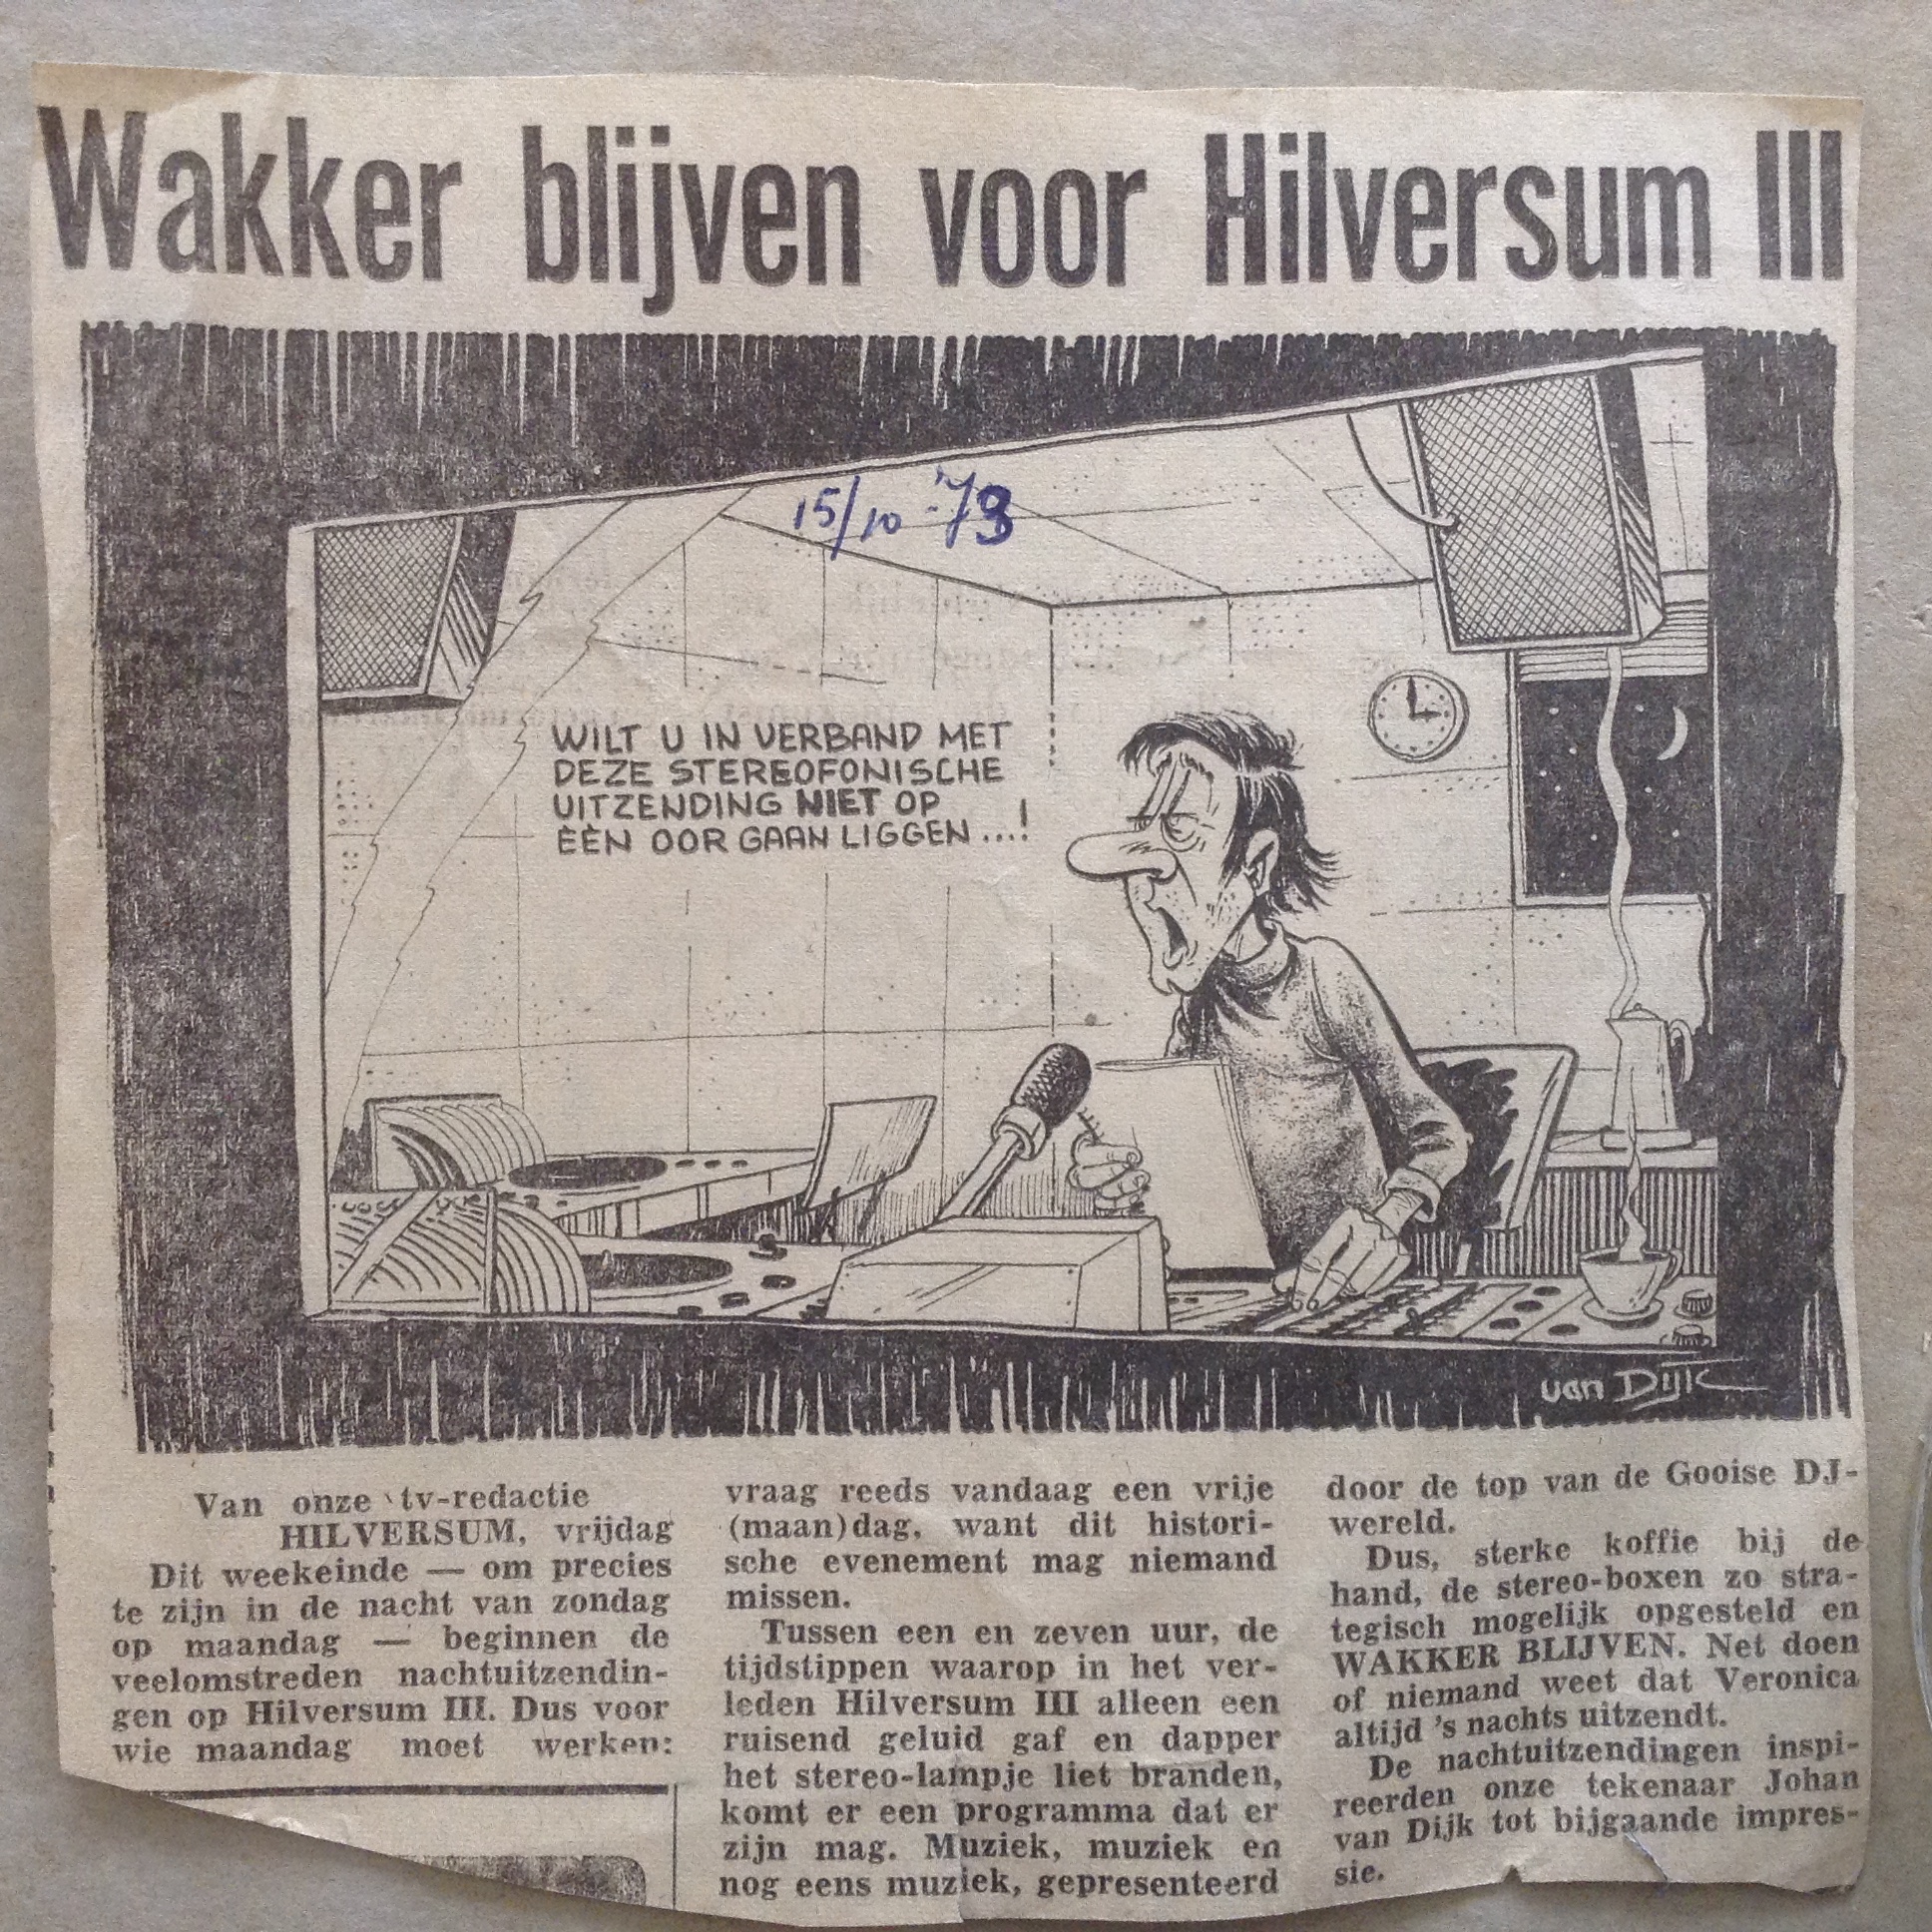 Wakker blijven voor Hilversum III
15/10 '73
WILT U IN VERBAND MET
DEZE STEREOFONISCHE
UITZENDING NIET OP
ÈÈN OOR GAAN LIGGEN ...!
van Dijk
Van onze tv-redactie
HILVERSUM, vrijdag
Dit weekeinde — om precies
te zijn in de nacht van zondag
op maandag — beginnen de
veelomstreden nachtuitzendin-
gen op Hilversum III. Dus voor
wie maandag moet werken:
vraag reeds vandaag een vrije
(maan)dag, want dit histori-
sche evenement mag niemand
missen.
Tussen een en zeven uur, de
tijdstippen waarop in het ver-
leden Hilversum III alleen een
ruisend geluid gaf en dapper
het stereo-lampje liet branden,
komt er een programma dat er
zijn mag. Muziek, muziek en
nog eens muziek, gepresenteerd
door de top van de Gooise DJ-
wereld.
Dus, sterke koffie bij de
hand, de stereo-boxen zo stra-
tegisch mogelijk opgesteld en
WAKKER BLIJVEN. Net doen
of niemand weet dat Veronica
altijd 's nachts uitzendt.
De nachtuitzendingen inspi-
reerden onze tekenaar Johan
van Dijk tot bijgaande impres-
sie.